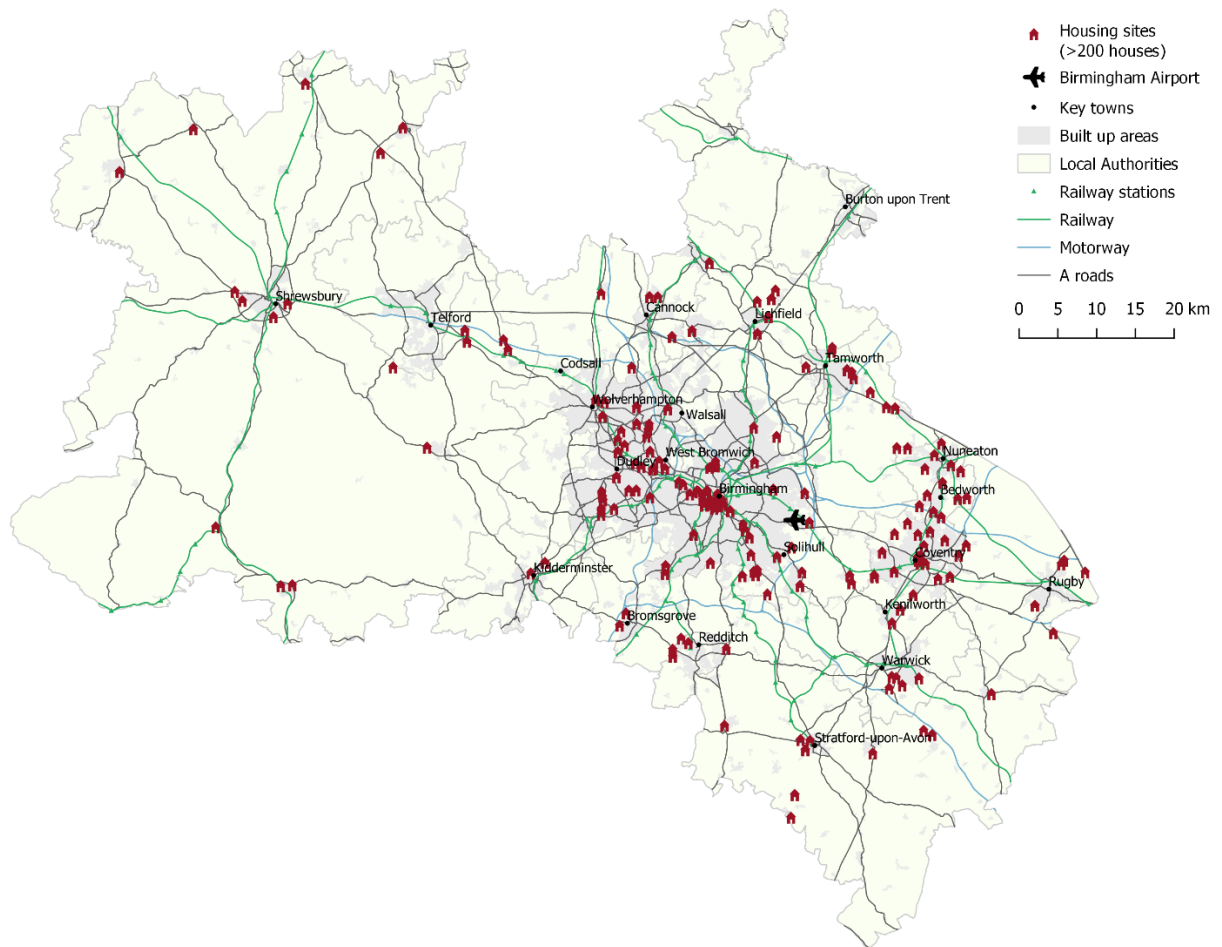 Housing sites
(>200 houses)
Birmingham Airport
Key towns
Built up areas
Local Authorities
Railway stations
Railway
Motorway
A roads
0 5 10 15 20 km
Burton upon Trent
Shrewsbury
Telford
Cannock
Lichfield
Codsall
Tamworth
Wolverhampton
Walsall
West Bromwich
Dudley
Nuneaton
Birmingham
Bedworth
Solihull
Coventry
Kidderminster
Rugby
Kenilworth
Bromsgrove
Redditch
Warwick
Stratford-upon-Avon